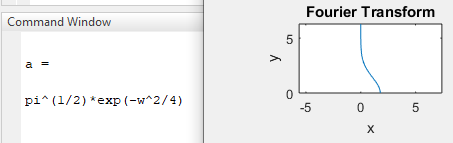 Command Window
a =
pi^(1/2)*exp(-w^2/4)
Fourier Transform
y
5
0
-5 0 5
x